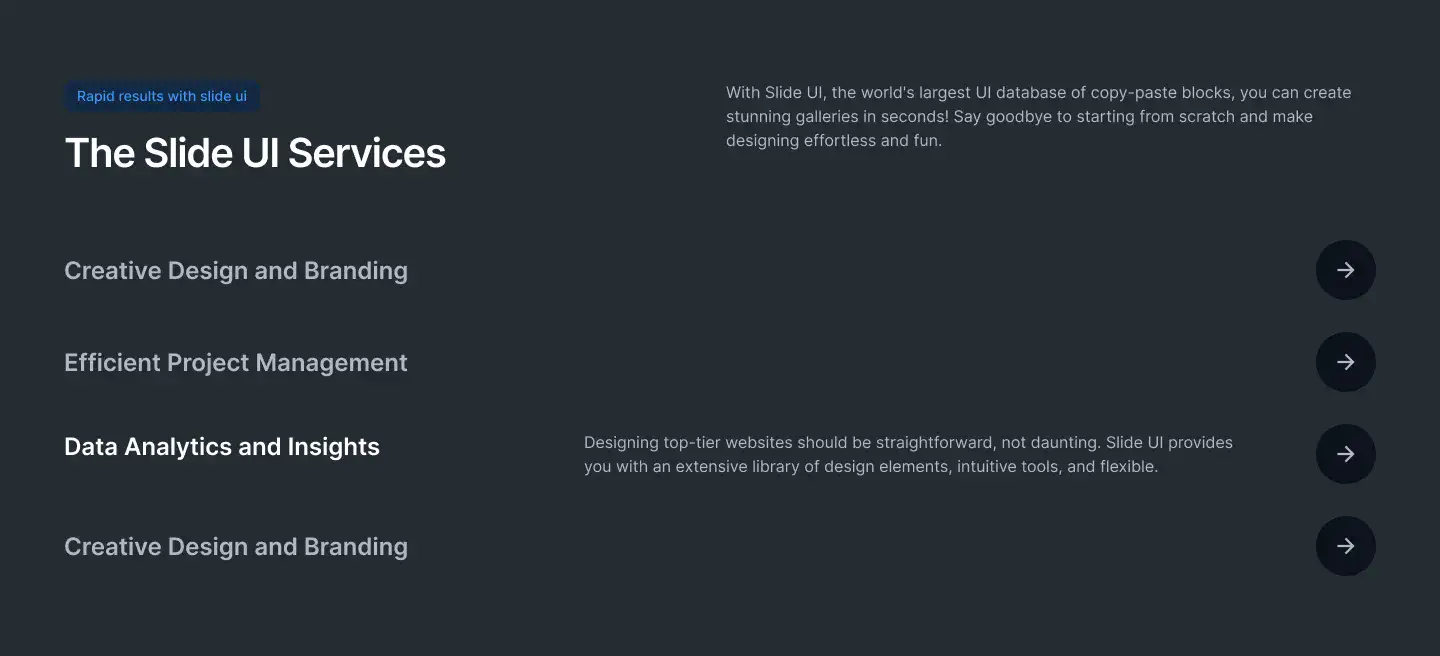 Rapid results with slide ui
The Slide UI Services
With Slide UI, the world's largest UI database of copy-paste blocks, you can create
stunning galleries in seconds! Say goodbye to starting from scratch and make
designing effortless and fun.
Creative Design and Branding
Efficient Project Management
Data Analytics and Insights
Designing top-tier websites should be straightforward, not daunting. Slide UI provides
you with an extensive library of design elements, intuitive tools, and flexible.
Creative Design and Branding